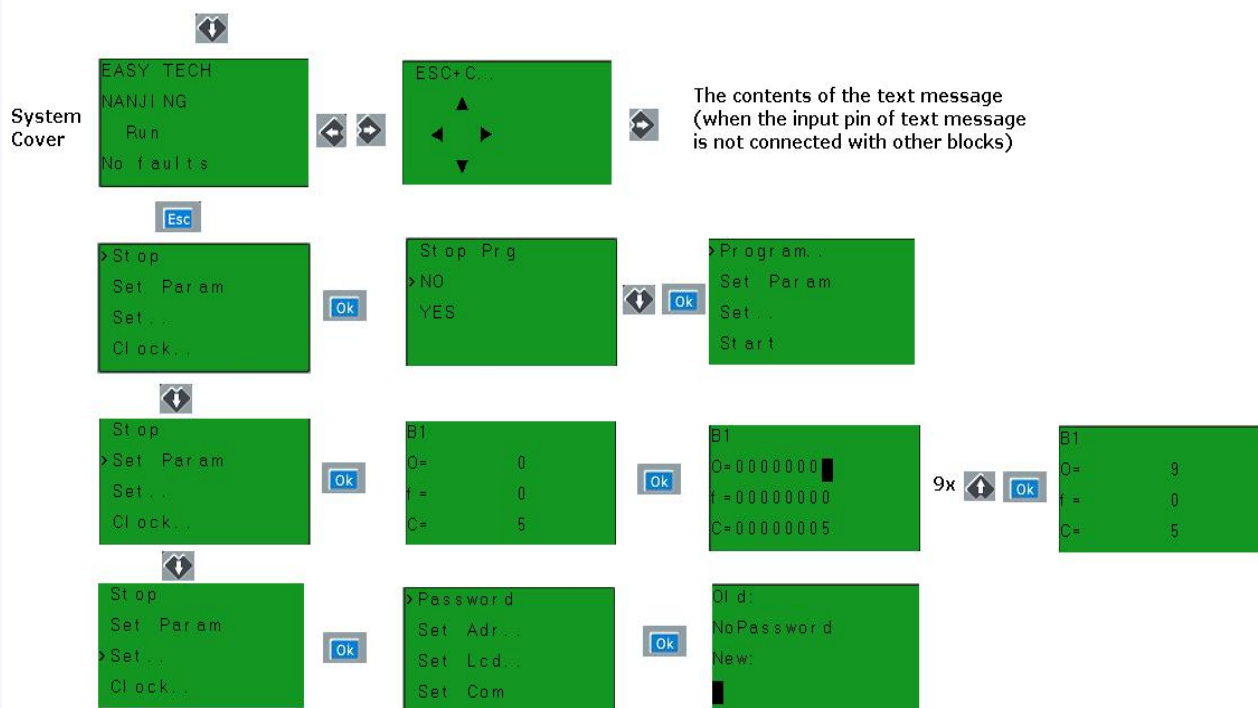 EASY TECH
NANJING
Run
No faults
System
Cover
ESC+C..
The contents of the text message
(when the input pin of text message
is not connected with other blocks)
Esc
>Stop
Set Param
Set..
Clock..
Ok
Stop Prg
>NO
YES
Ok
>Program..
Set Param
Set..
Start
Stop
>Set Param
Set..
Clock..
Ok
B1
O= 0
f = 0
C= 5
Ok
B1
O=0000000
f =00000000
C=00000005
9x
Ok
B1
O= 9
f = 0
C= 5
Stop
Set Param
>Set..
Clock..
Ok
>Password
Set Adr..
Set Lcd..
Set Com
Ok
Old:
NoPassword
New: